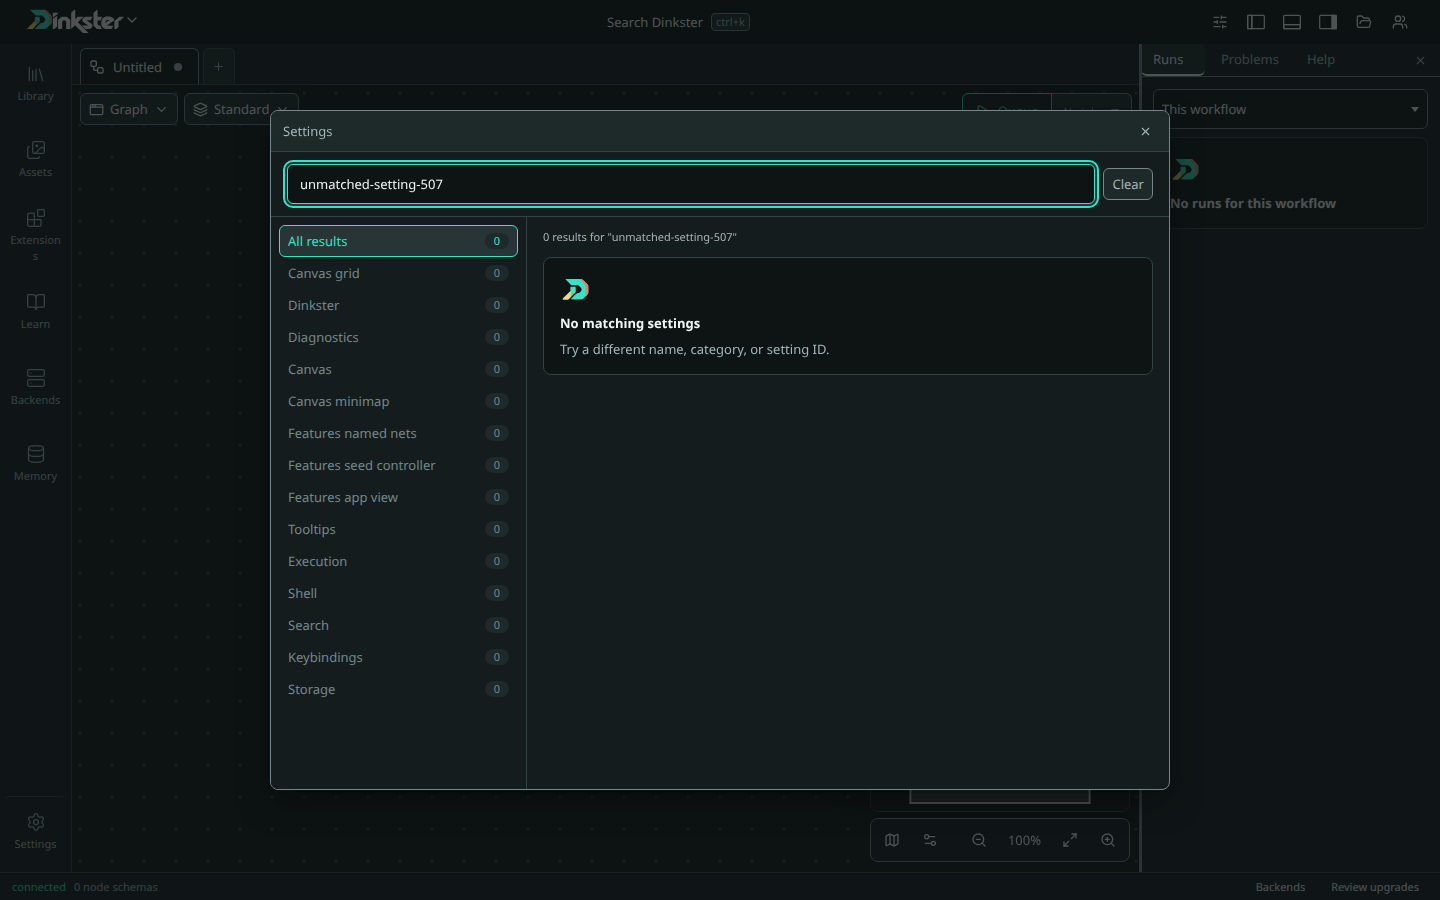 Dinkster
Search Dinkster ctrl+k
Library
Assets
Extension
s
Learn
Backends
Memory
Settings
Untitled
+
Graph
Standard
Runs
Problems
Help
This workflow
No runs for this workflow
Settings
unmatched-setting-507
Clear
All results 0
Canvas grid 0
Dinkster 0
Diagnostics 0
Canvas 0
Canvas minimap 0
Features named nets 0
Features seed controller 0
Features app view 0
Tooltips 0
Execution 0
Shell 0
Search 0
Keybindings 0
Storage 0
0 results for "unmatched-setting-507"
No matching settings
Try a different name, category, or setting ID.
100%
connected 0 node schemas
Backends
Review upgrades